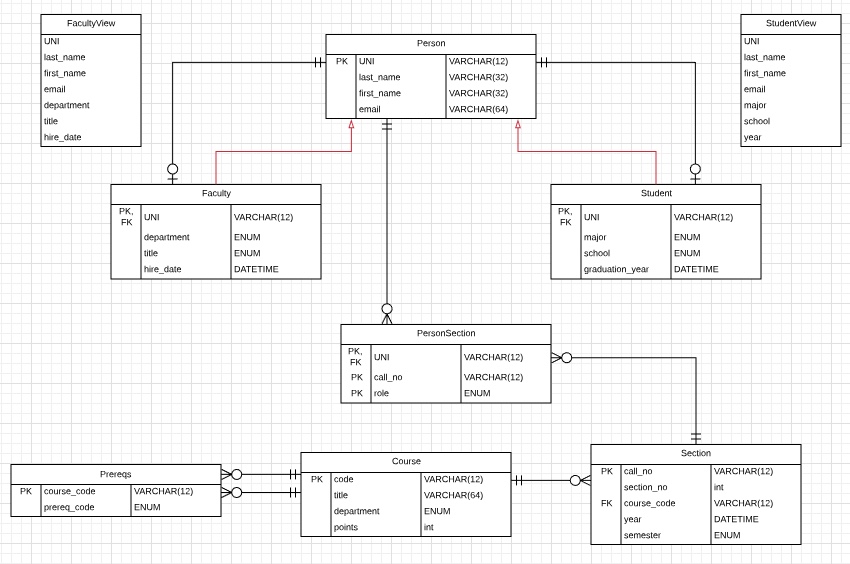 FacultyView
UNI
last_name
first_name
email
department
title
hire_date
Person
PK UNI VARCHAR(12)
last_name VARCHAR(32)
first_name VARCHAR(32)
email VARCHAR(64)
StudentView
UNI
last_name
first_name
email
major
school
year
Faculty
PK, FK UNI VARCHAR(12)
department ENUM
title ENUM
hire_date DATETIME
Student
PK, FK UNI VARCHAR(12)
major ENUM
school ENUM
graduation_year DATETIME
PersonSection
PK, FK UNI VARCHAR(12)
PK call_no VARCHAR(12)
PK role ENUM
Prereqs
PK course_code VARCHAR(12)
prereq_code ENUM
Course
PK code VARCHAR(12)
title VARCHAR(64)
department ENUM
points int
Section
PK call_no VARCHAR(12)
section_no int
FK course_code VARCHAR(12)
year DATETIME
semester ENUM